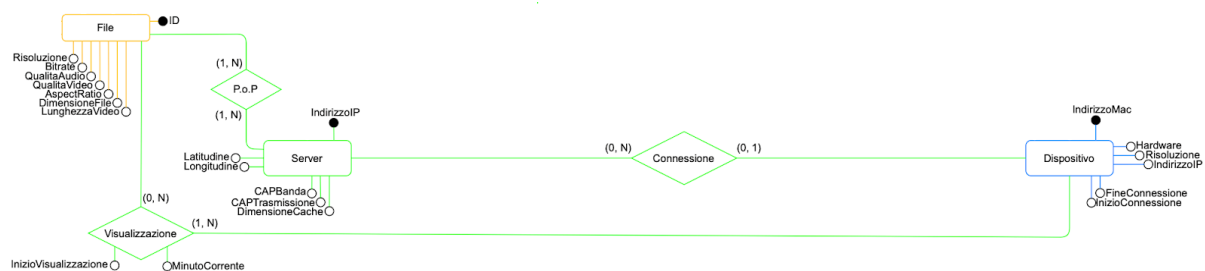 File
ID
Risoluzione
Bitrate
QualitaAudio
QualitaVideo
AspectRatio
DimensioneFile
LunghezzaVideo
(1, N)
P.o.P
(1, N)
IndirizzoIP
Latitudine
Longitudine
Server
CAPBanda
CAPTrasmissione
DimensioneCache
(0, N)
Connessione
(0, 1)
IndirizzoMac
Dispositivo
Hardware
Risoluzione
IndirizzoIP
FineConnessione
InizioConnessione
(0, N)
(1, N)
Visualizzazione
InizioVisualizzazione
MinutoCorrente